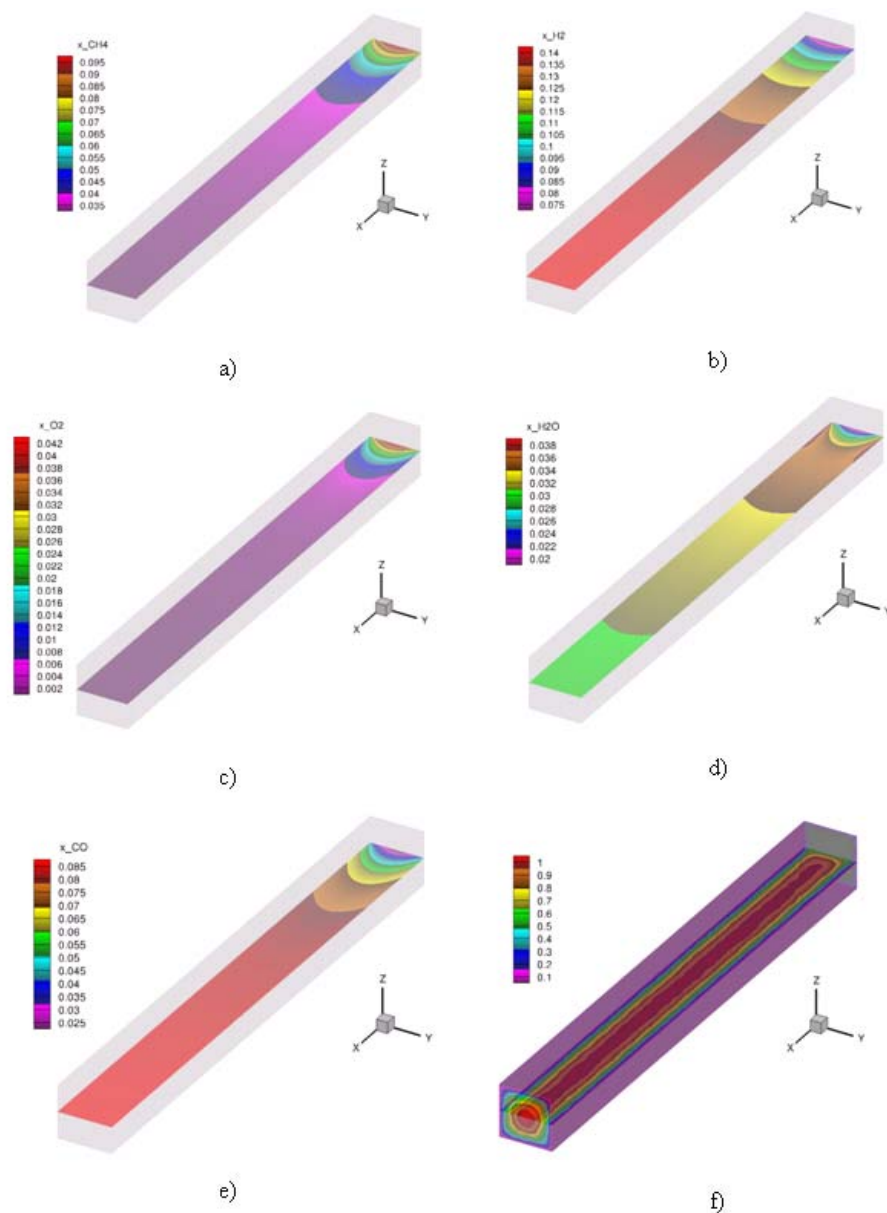 x_CH4
0.095
0.09
0.085
0.08
0.075
0.07
0.065
0.06
0.055
0.05
0.045
0.04
0.035
Z
X
Y
a)
x_H2
0.14
0.135
0.13
0.125
0.12
0.115
0.11
0.105
0.1
0.095
0.09
0.085
0.08
0.075
Z
X
Y
b)
x_O2
0.042
0.04
0.038
0.036
0.034
0.032
0.03
0.028
0.026
0.024
0.022
0.02
0.018
0.016
0.014
0.012
0.01
0.008
0.006
0.004
0.002
Z
X
Y
c)
x_H2O
0.038
0.036
0.034
0.032
0.03
0.028
0.026
0.024
0.022
0.02
Z
X
Y
d)
x_CO
0.085
0.08
0.075
0.07
0.065
0.06
0.055
0.05
0.045
0.04
0.035
0.03
0.025
Z
X
Y
e)
1
0.9
0.8
0.7
0.6
0.5
0.4
0.3
0.2
0.1
Z
X
Y
f)